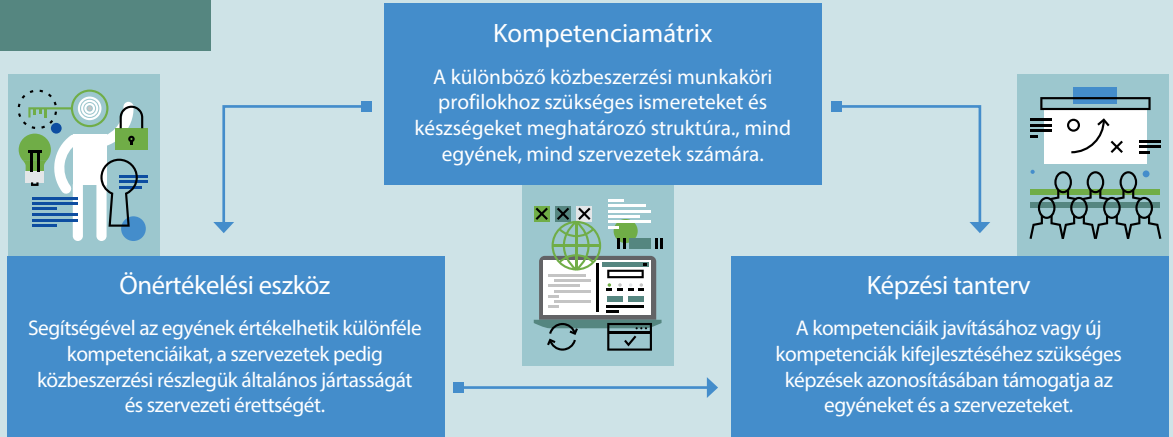 Kompetenciamátrix
A különböző közbeszerzési munkaköri
profilokhoz szükséges ismereteket és
készségeket meghatározó struktúra., mind
egyének, mind szervezetek számára.
Önértékelési eszköz
Segítségével az egyének értékelhetik különféle
kompetenciáikat, a szervezetek pedig
közbeszerzési részlegük általános jártasságát
és szervezeti érettségét.
Képzési tanterv
A kompetenciáik javításához vagy új
kompetenciák kifejlesztéséhez szükséges
képzések azonosításában támogatja az
egyéneket és a szervezeteket.